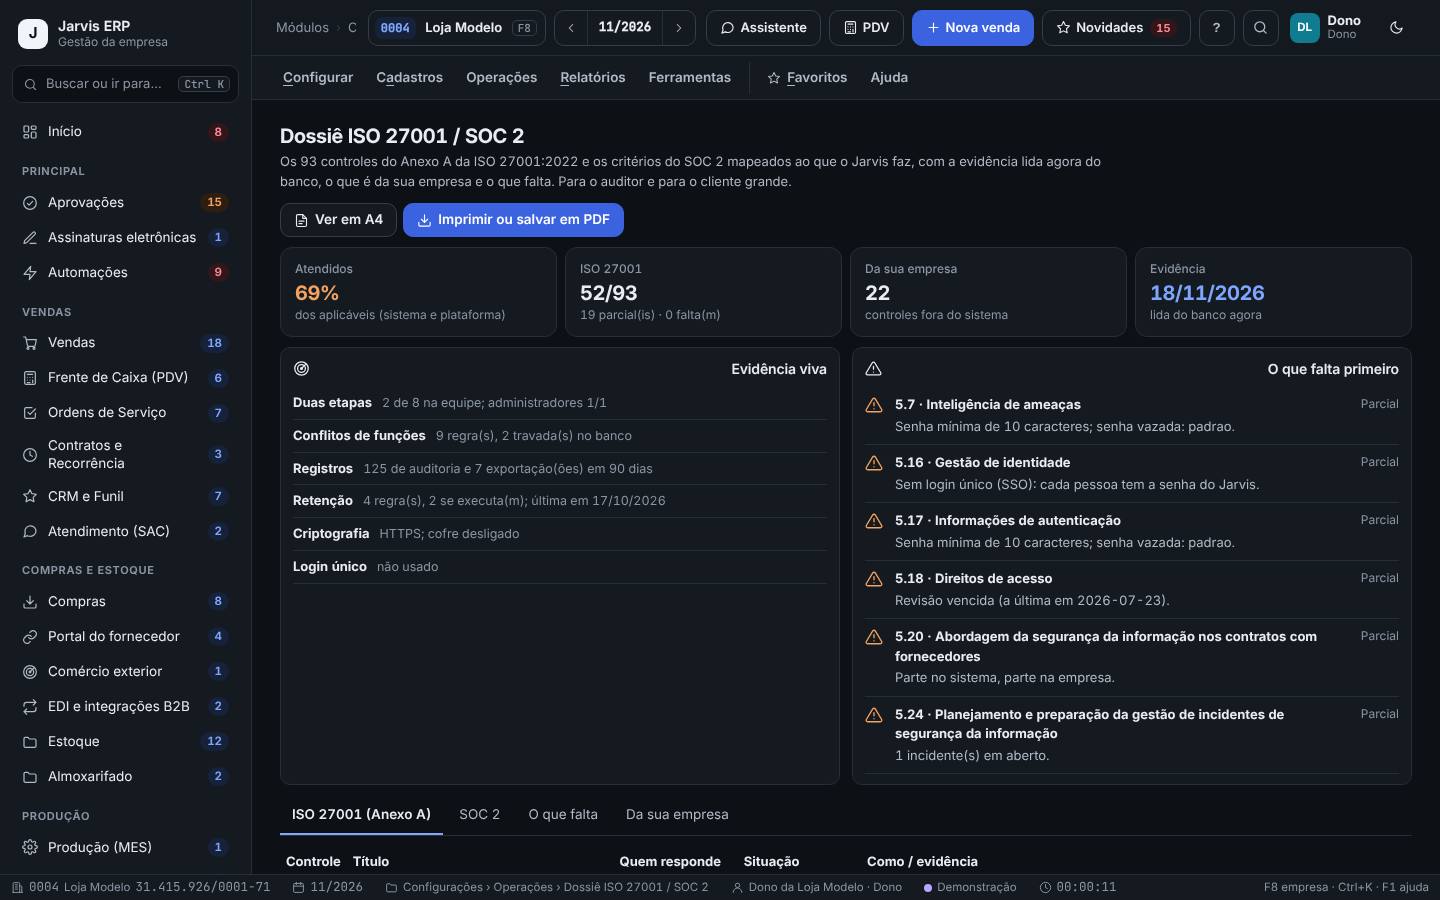 J
Jarvis ERP
Gestão da empresa
Buscar ou ir para... Ctrl K
Início 8
PRINCIPAL
Aprovações 15
Assinaturas eletrônicas 1
Automações 9
VENDAS
Vendas 18
Frente de Caixa (PDV) 6
Ordens de Serviço 7
Contratos e
Recorrência 3
CRM e Funil 7
Atendimento (SAC) 2
COMPRAS E ESTOQUE
Compras 8
Portal do fornecedor 4
Comércio exterior 1
EDI e integrações B2B 2
Estoque 12
Almoxarifado 2
PRODUÇÃO
Produção (MES) 1
Módulos › C
0004 Loja Modelo F8
‹ 11/2026 ›
Assistente
PDV
+ Nova venda
Novidades 15
?
DL
Dono
Dono
Configurar Cadastros Operações Relatórios Ferramentas Favoritos Ajuda
Dossiê ISO 27001 / SOC 2
Os 93 controles do Anexo A da ISO 27001:2022 e os critérios do SOC 2 mapeados ao que o Jarvis faz, com a evidência lida agora do
banco, o que é da sua empresa e o que falta. Para o auditor e para o cliente grande.
Ver em A4
Imprimir ou salvar em PDF
Atendidos
69%
dos aplicáveis (sistema e plataforma)
ISO 27001
52/93
19 parcial(is) · 0 falta(m)
Da sua empresa
22
controles fora do sistema
Evidência
18/11/2026
lida do banco agora
Evidência viva
Duas etapas 2 de 8 na equipe; administradores 1/1
Conflitos de funções 9 regra(s), 2 travada(s) no banco
Registros 125 de auditoria e 7 exportação(ões) em 90 dias
Retenção 4 regra(s), 2 se executa(m); última em 17/10/2026
Criptografia HTTPS; cofre desligado
Login único não usado
O que falta primeiro
5.7 · Inteligência de ameaças Parcial
Senha mínima de 10 caracteres; senha vazada: padrao.
5.16 · Gestão de identidade Parcial
Sem login único (SSO): cada pessoa tem a senha do Jarvis.
5.17 · Informações de autenticação Parcial
Senha mínima de 10 caracteres; senha vazada: padrao.
5.18 · Direitos de acesso Parcial
Revisão vencida (a última em 2026-07-23).
5.20 · Abordagem da segurança da informação nos contratos com Parcial
fornecedores
Parte no sistema, parte na empresa.
5.24 · Planejamento e preparação da gestão de incidentes de Parcial
segurança da informação
1 incidente(s) em aberto.
ISO 27001 (Anexo A) SOC 2 O que falta Da sua empresa
Controle Título Quem responde Situação Como / evidência
0004 Loja Modelo 31.415.926/0001-71 11/2026 Configurações › Operações › Dossiê ISO 27001 / SOC 2 Dono da Loja Modelo · Dono Demonstração 00:00:11 F8 empresa · Ctrl+K · F1 ajuda